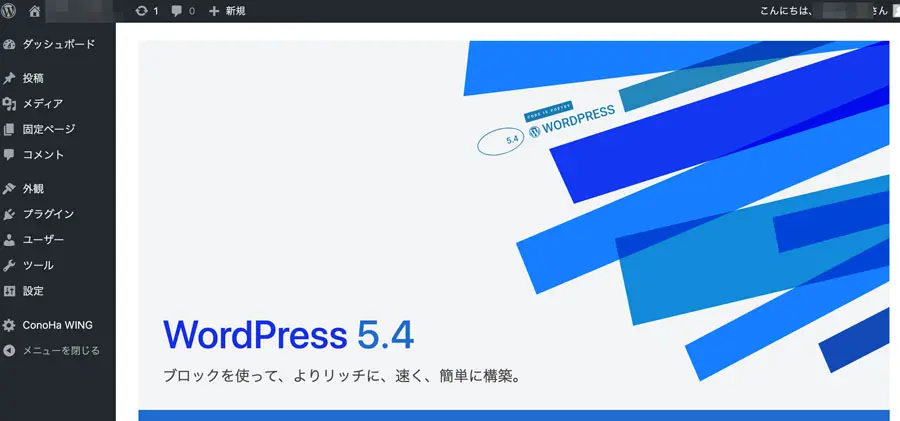 1 0 新規 こんにちは、 さん
ダッシュボード
投稿
メディア
固定ページ
コメント
外観
プラグイン
ユーザー
ツール
設定
ConoHa WING
メニューを閉じる
CODE IS POETRY
5.4 WORDPRESS
WordPress 5.4
ブロックを使って、よりリッチに、速く、簡単に構築。